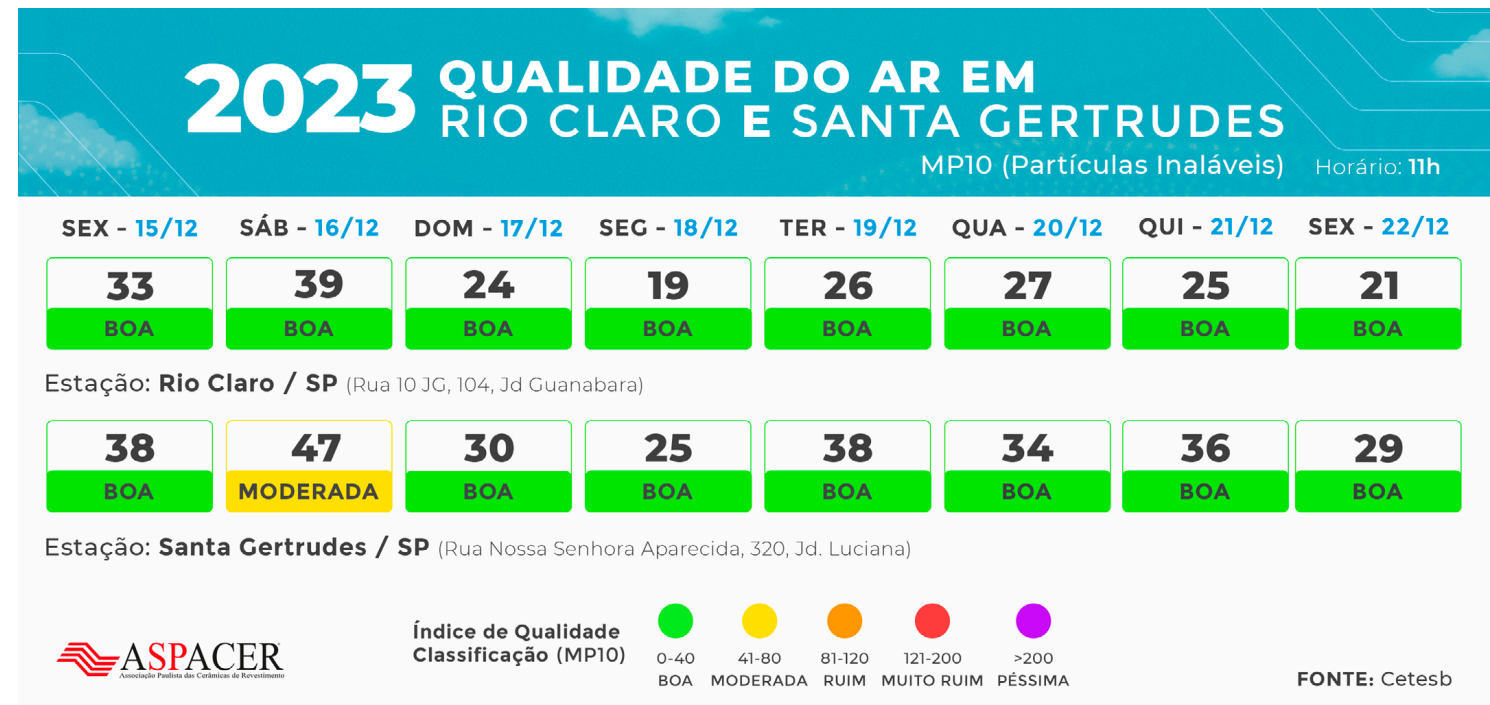 2023 QUALIDADE DO AR EM
RIO CLARO E SANTA GERTRUDES
MP10 (Partículas Inaláveis) Horário: 11h
SEX - 15/12 SÁB - 16/12 DOM - 17/12 SEG - 18/12 TER - 19/12 QUA - 20/12 QUI - 21/12 SEX - 22/12
33 39 24 19 26 27 25 21
BOA BOA BOA BOA BOA BOA BOA BOA
Estação: Rio Claro / SP (Rua 10 JG, 104, Jd Guanabara)
38 47 30 25 38 34 36 29
BOA MODERADA BOA BOA BOA BOA BOA BOA
Estação: Santa Gertrudes / SP (Rua Nossa Senhora Aparecida, 320, Jd. Luciana)
ASPACER
Associação Paulista das Cerâmicas de Revestimento
Índice de Qualidade
Classificação (MP10)
0-40 41-80 81-120 121-200 >200
BOA MODERADA RUIM MUITO RUIM PÉSSIMA
FONTE: Cetesb